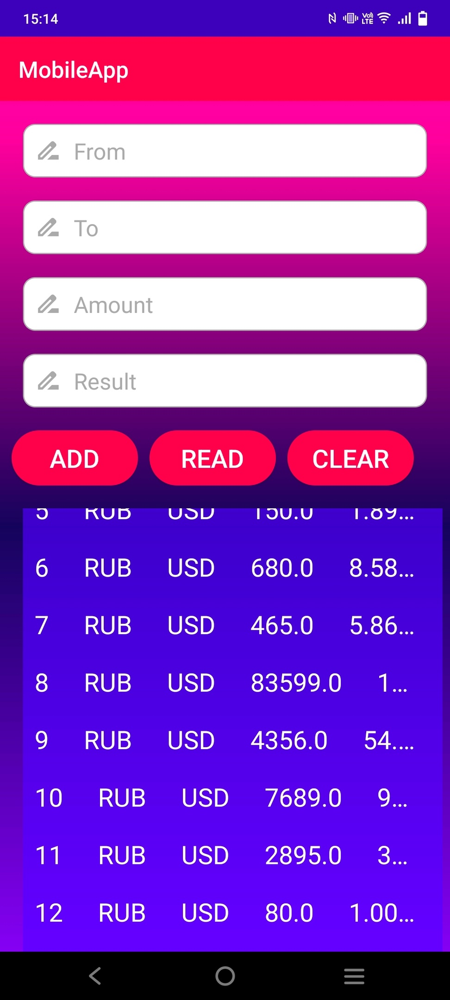 15:14
MobileApp
From
To
Amount
Result
ADD READ CLEAR
5 RUB USD 150.0 1.89...
6 RUB USD 680.0 8.58...
7 RUB USD 465.0 5.86...
8 RUB USD 83599.0 1...
9 RUB USD 4356.0 54....
10 RUB USD 7689.0 9...
11 RUB USD 2895.0 3...
12 RUB USD 80.0 1.00...